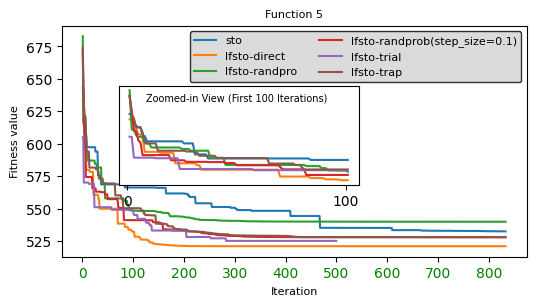 Function 5
Fitness value
675
650
625
600
575
550
525
sto
lfsto-direct
lfsto-randpro
lfsto-randprob(step_size=0.1)
lfsto-trial
lfsto-trap
Zoomed-in View (First 100 Iterations)
0 100
0 100 200 300 400 500 600 700 800
Iteration